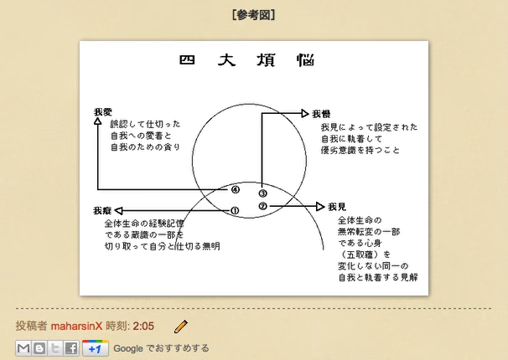 [参考図]
四大煩悩
我愛
誤認して仕切った
自我への愛着と
自我のための貪り
我慢
我見によって設定された
自己に執着して
優劣意識を持つこと
④
③
②
①
我癡
全体生命の経験記憶
である蔵識の一部を
切り取って自分と仕切る無明
我見
全体生命の
無常転変の一部
である心身
(五取蘊)を
変化しない同一の
自我と執着する見解
投稿者 maharsinX 時刻: 2:05
+1 Google でおすすめする